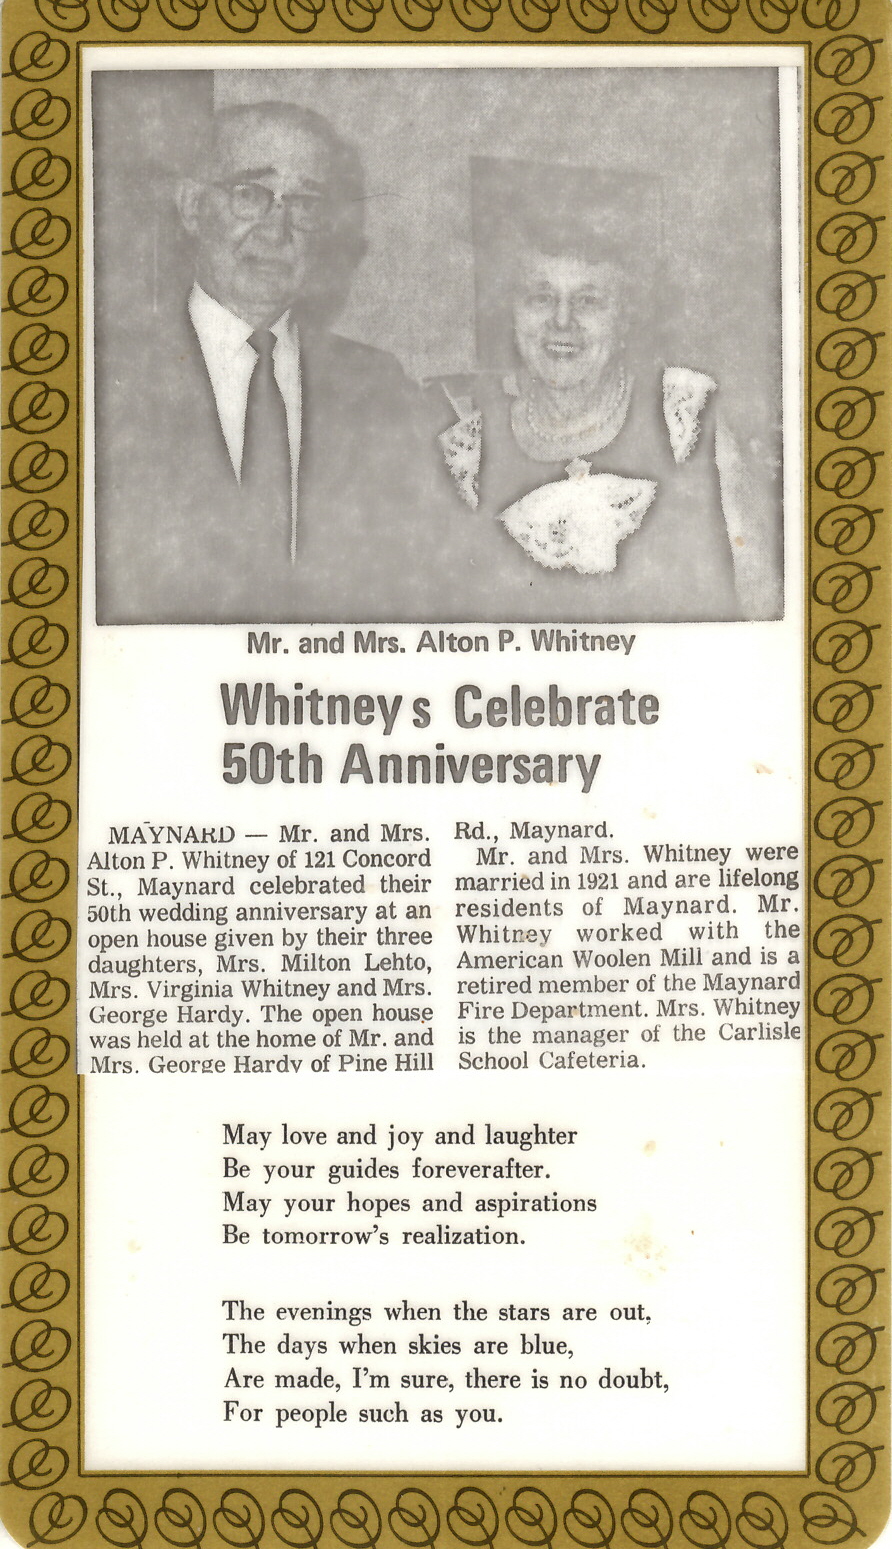 Mr. and Mrs. Alton P. Whitney
Whitneys Celebrate
50th Anniversary
MAYNARD — Mr. and Mrs.
Alton P. Whitney of 121 Concord
St., Maynard celebrated their
50th wedding anniversary at an
open house given by their three
daughters, Mrs. Milton Lehto,
Mrs. Virginia Whitney and Mrs.
George Hardy. The open house
was held at the home of Mr. and
Mrs. George Hardy of Pine Hill
Rd., Maynard.
Mr. and Mrs. Whitney were
married in 1921 and are lifelong
residents of Maynard. Mr.
Whitney worked with the
American Woolen Mill and is a
retired member of the Maynard
Fire Department. Mrs. Whitney
is the manager of the Carlisle
School Cafeteria.
May love and joy and laughter
Be your guides foreverafter.
May your hopes and aspirations
Be tomorrow's realization.
The evenings when the stars are out,
The days when skies are blue,
Are made, I'm sure, there is no doubt,
For people such as you.